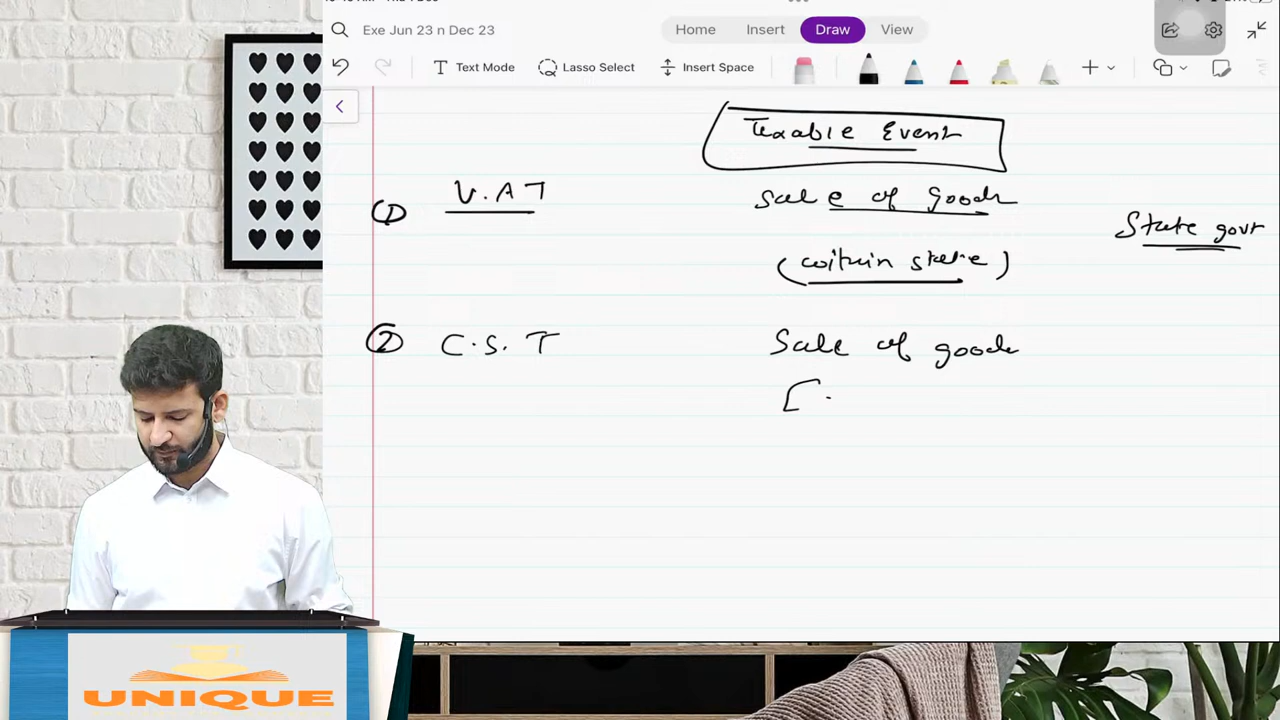 Exe Jun 23 n Dec 23
Home Insert Draw View
Text Mode Lasso Select Insert Space
Taxable Event
① V.A.T Sale of Goods State govt
(within state)
② C.S.T Sale of goods
[
UNIQUE